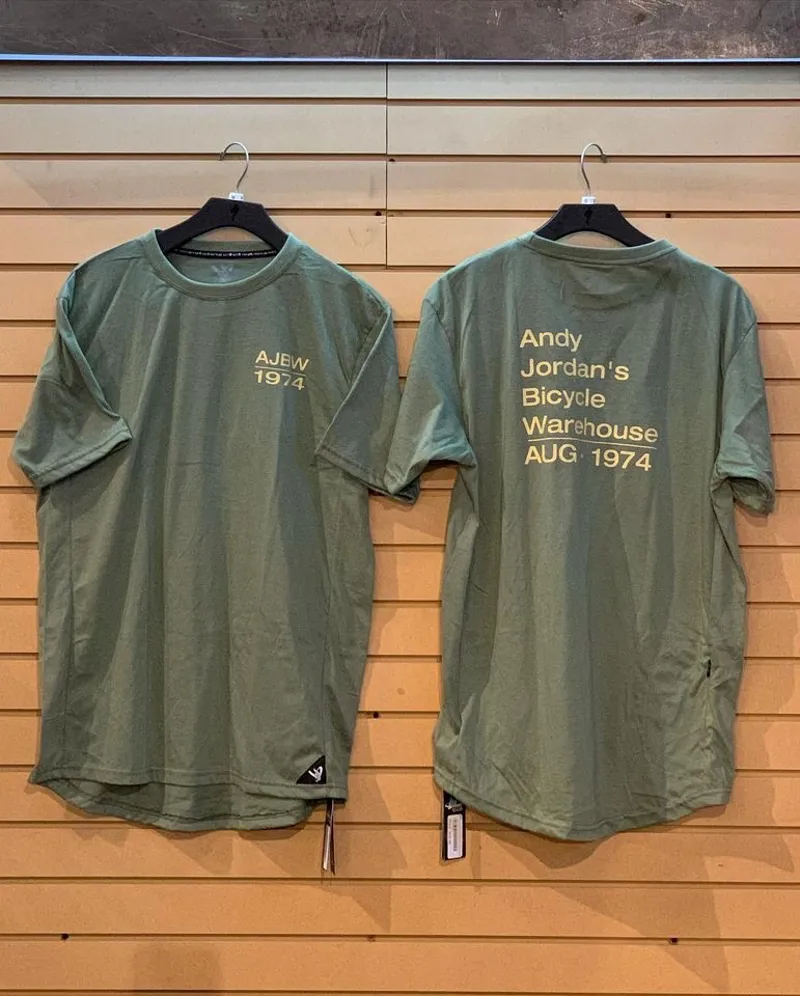 AJBW
1974
Andy
Jordan's
Bicycle
Warehouse
AUG 1974